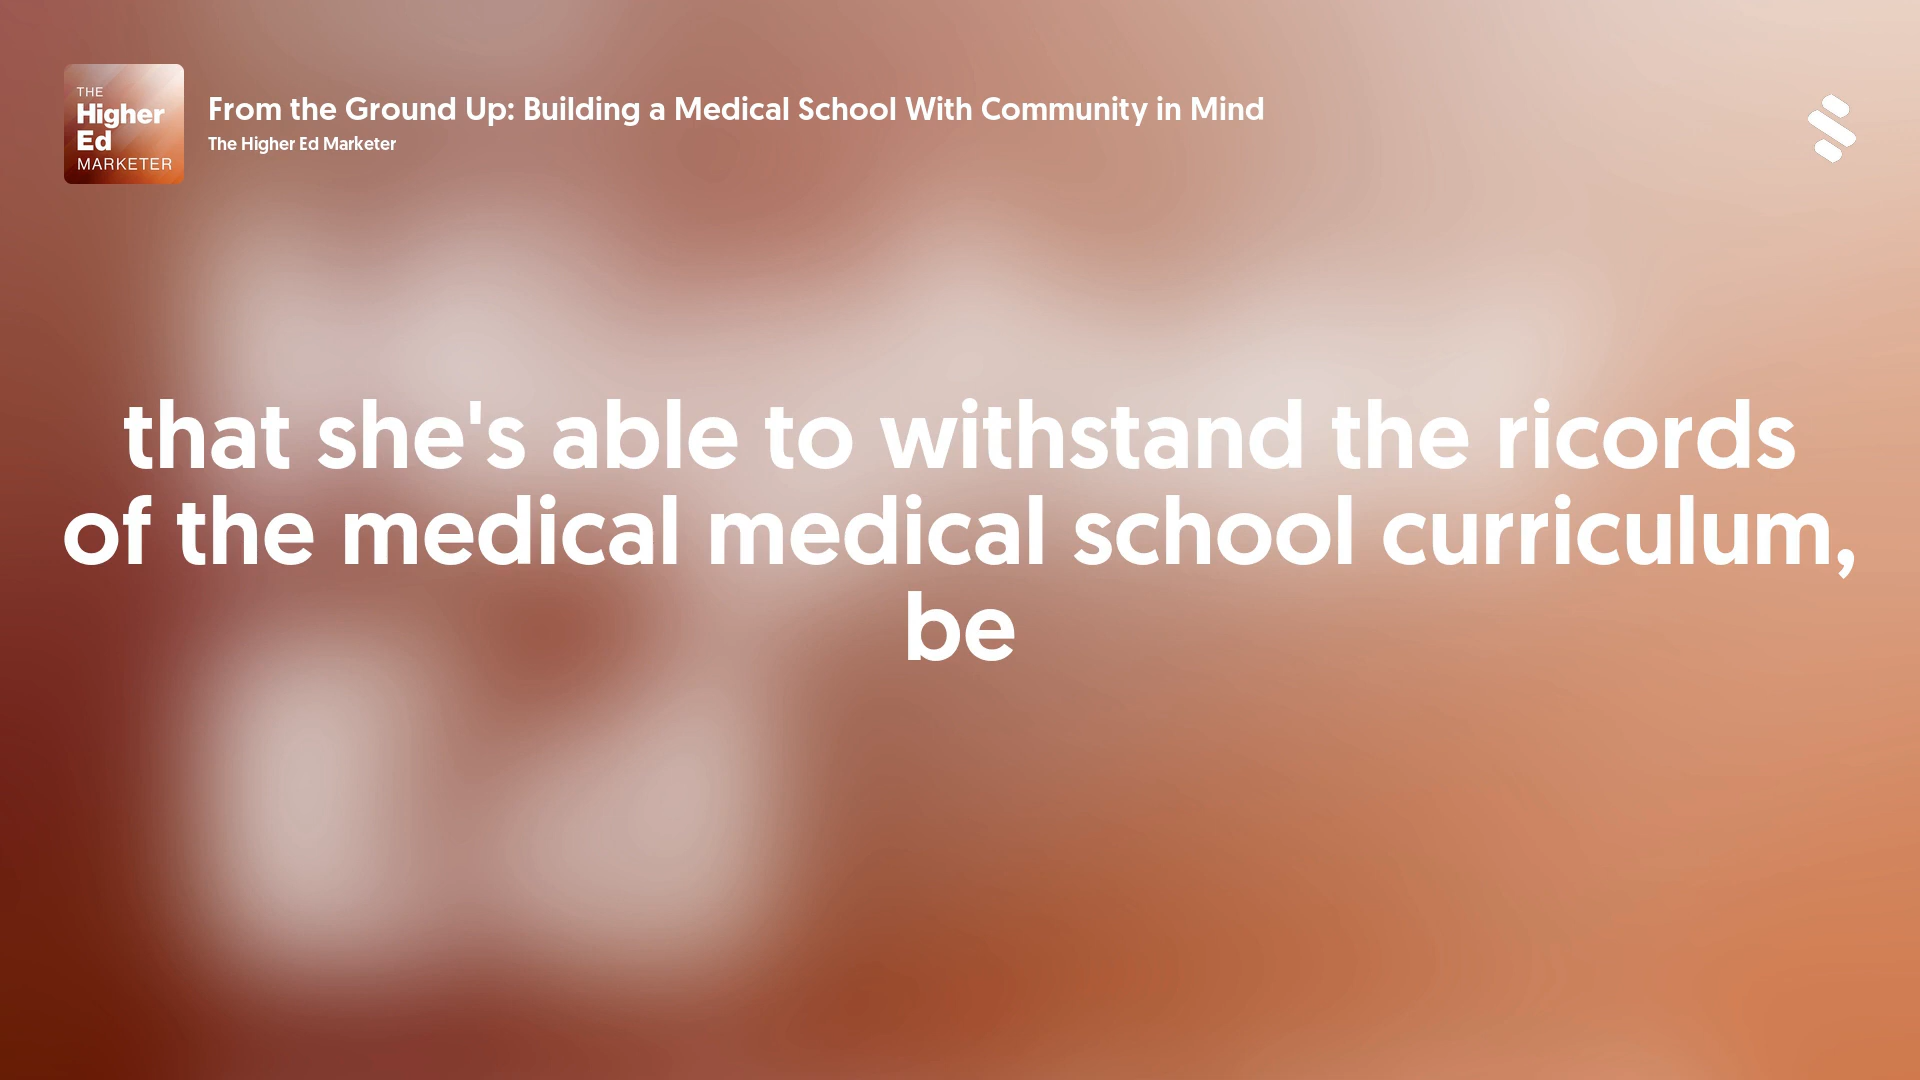 THE
Higher
Ed
MARKETER
From the Ground Up: Building a Medical School With Community in Mind
The Higher Ed Marketer
that she's able to withstand the ricords
of the medical medical school curriculum,
be